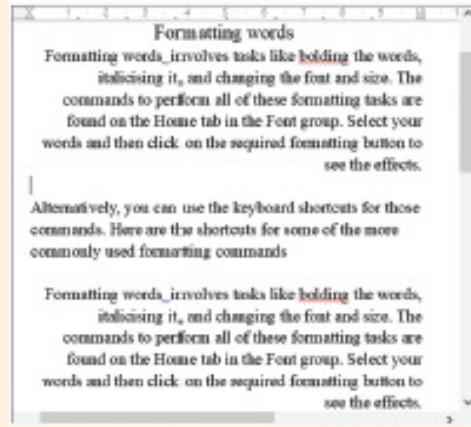 Formatting words
Formatting words involves tasks like bolding the words,
italicising it, and changing the font and size. The
commands to perform all of these formatting tasks are
found on the Home tab in the Font group. Select your
words and then click on the required formatting button to
see the effects.
Alternatively, you can use the keyboard shortcuts for those
commands. Here are the shortcuts for some of the more
commonly used formatting commands
Formatting words involves tasks like bolding the words,
italicising it, and changing the font and size. The
commands to perform all of these formatting tasks are
found on the Home tab in the Font group. Select your
words and then click on the required formatting button to
see the effects.